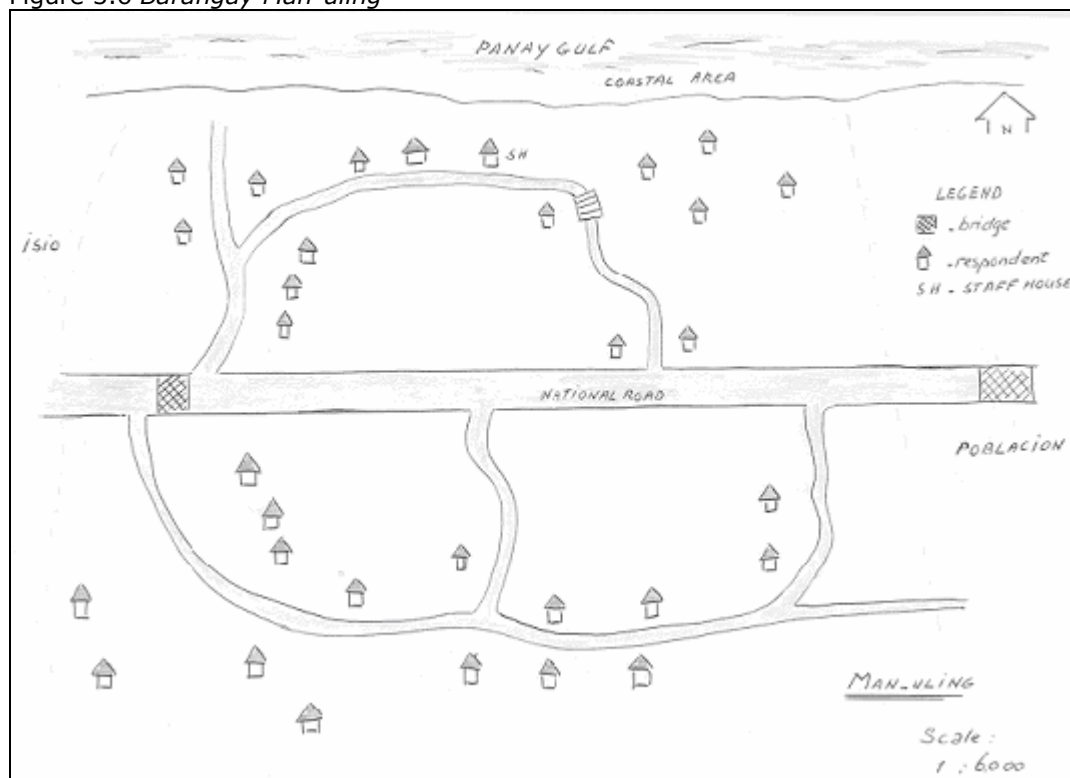 Figure 5.6 Barangay Man-uling
PANAY GULF
COASTAL AREA
N
SH
LEGEND
- bridge
- respondent
SH - STAFF HOUSE
isio
NATIONAL ROAD
POBLACION
MAN-ULING
Scale :
1 : 6000